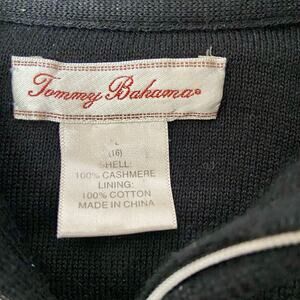 Tommy Bahama®
L
(16)
SHELL:
100% CASHMERE
LINING:
100% COTTON
MADE IN CHINA